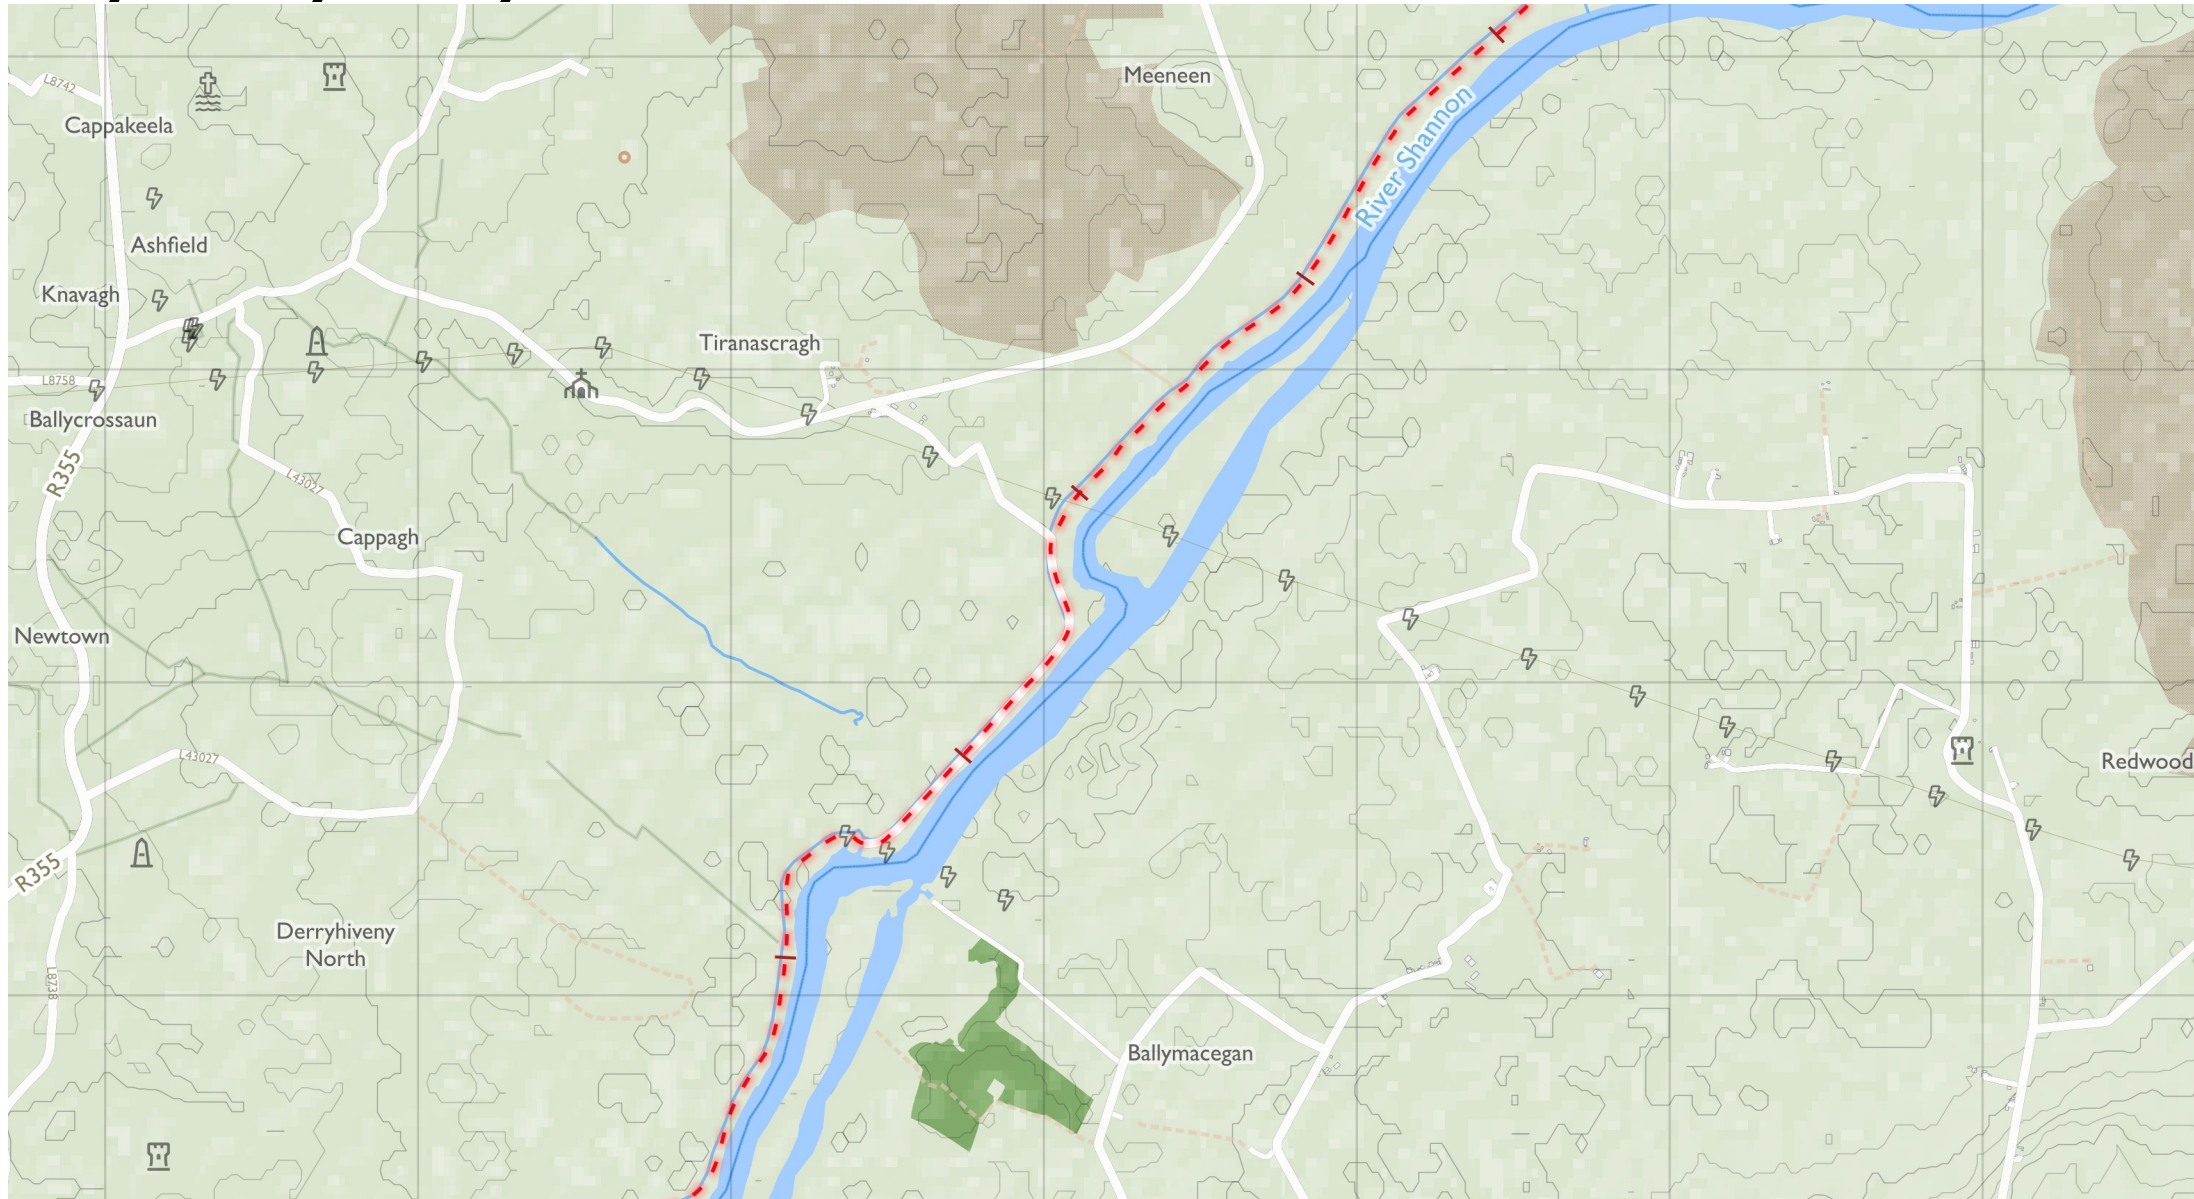 L8742
Meeneen
Cappakeela
River Shannon
Ashfield
Knavagh
Tiranascragh
L8758
Ballycrossaun
R355
L43027
Cappagh
Newtown
L43027
Redwood
R355
Derryhiveny
North
L8738
Ballymacegan